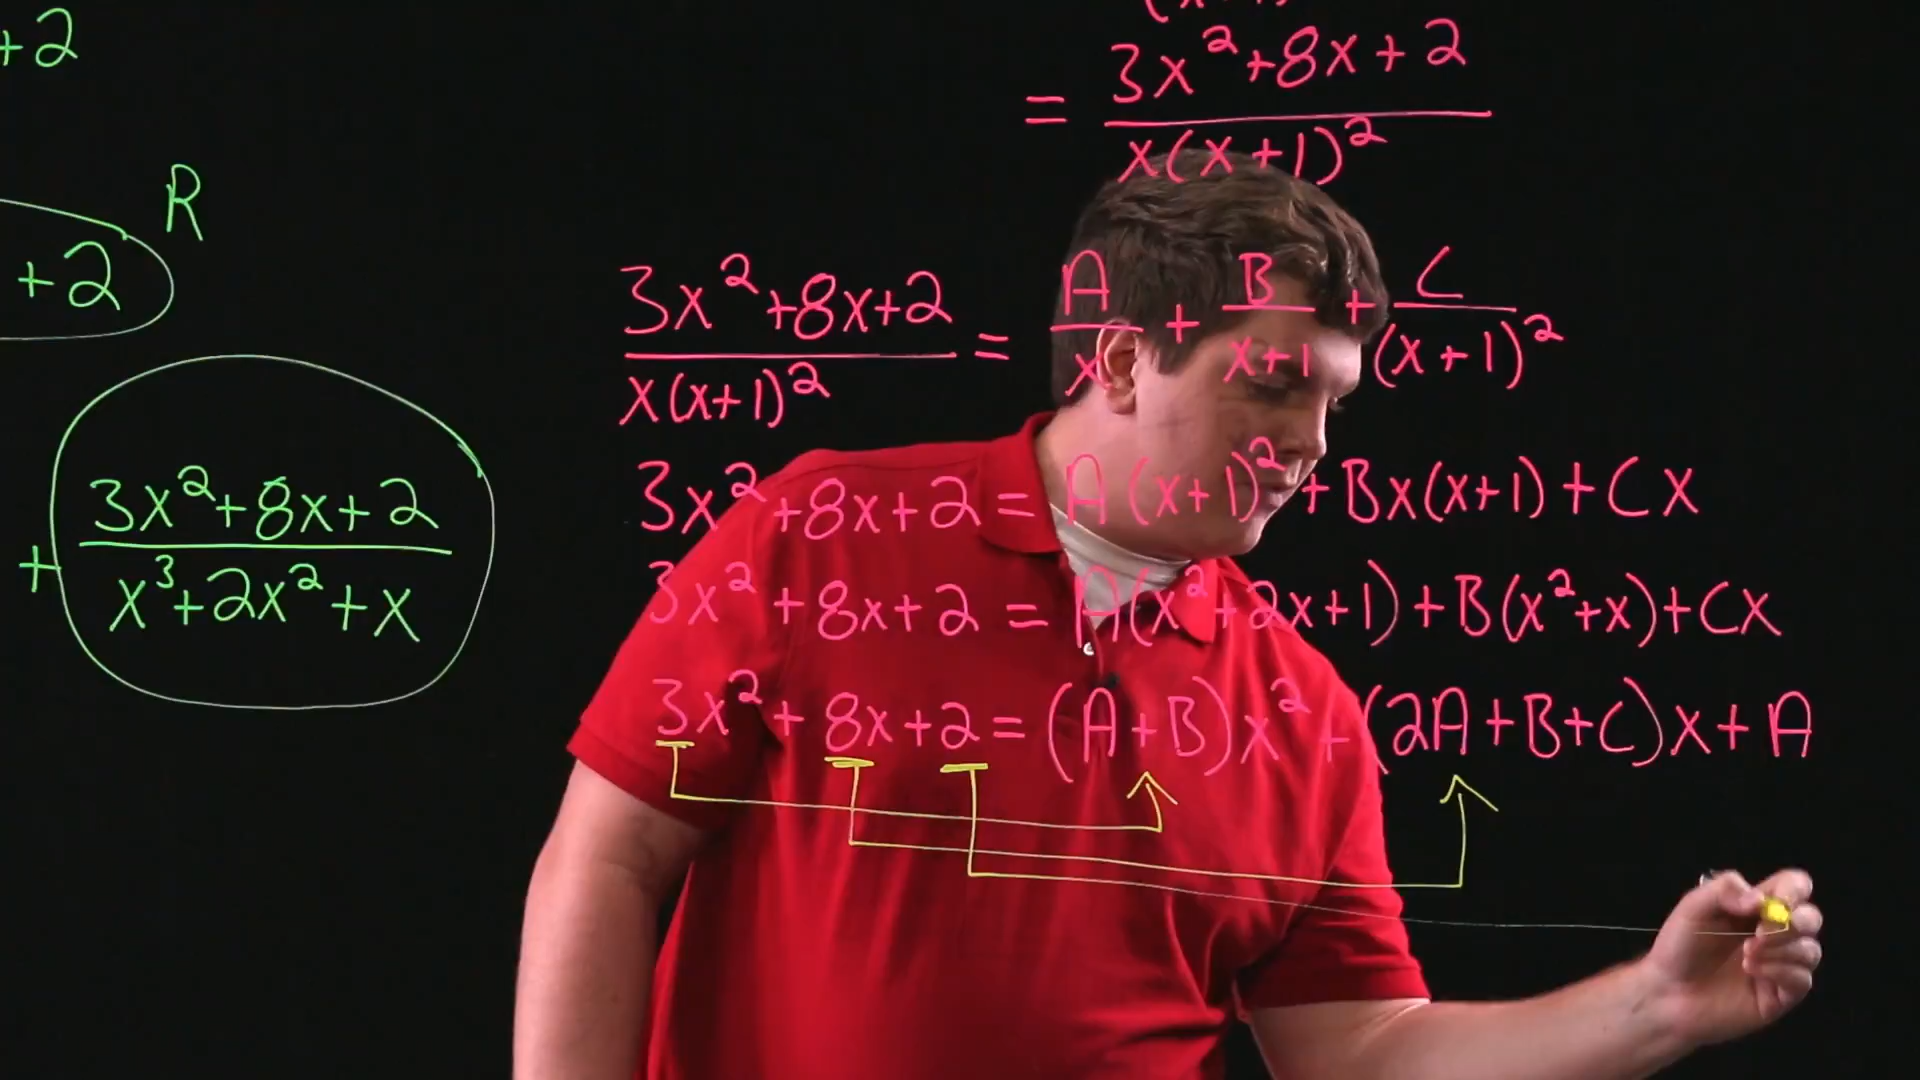 +2
R
+2
+ 3x²+8x+2
x³+2x²+x
= 3x²+8x+2
x(x+1)²
3x²+8x+2 = A + B + C
x(x+1)² x x+1 (x+1)²
3x²+8x+2 = A(x+1)²+Bx(x+1)+Cx
3x²+8x+2 = A(x²+2x+1)+B(x²+x)+Cx
3x²+8x+2 = (A+B)x²+(2A+B+C)x+A